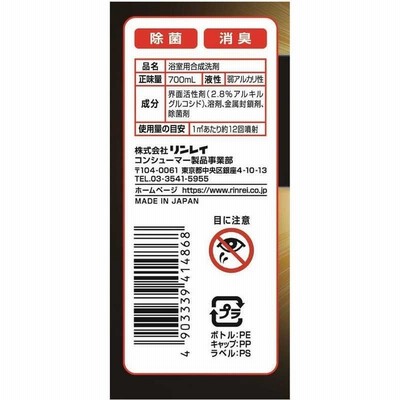 除菌 消臭
品名 浴室用合成洗剤
正味量 700mL 液性 弱アルカリ性
成分 界面活性剤(2.8%アルキル
グルコシド)、溶剤、金属封鎖剤、
除菌剤
使用量の目安 1㎡あたり約12回噴射
株式会社 リンレイ
コンシューマー製品事業部
〒104-0061 東京都中央区銀座4-10-13
TEL.03-3541-5955
ホームページ https://www.rinrei.co.jp
MADE IN JAPAN
目に注意
4 903339 414868
プラ
ボトル:PE
キャップ:PP
ラベル:PS